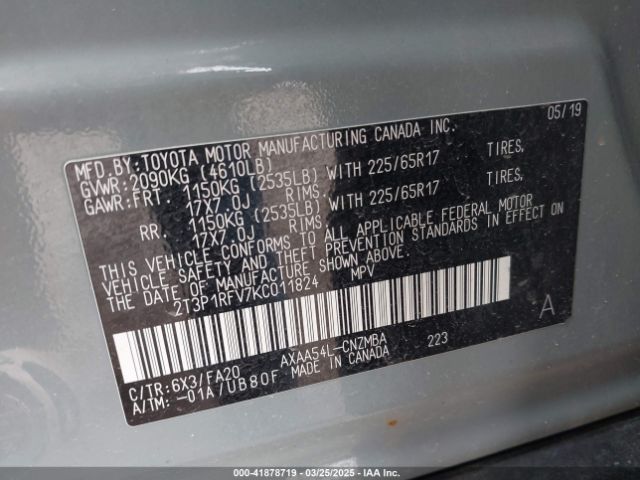 05/19
MFD.BY:TOYOTA MOTOR MANUFACTURING CANADA INC.
GVWR:2090KG (4610LB)
GAWR:FRT. 1150KG (2535LB) WITH 225/65R17 TIRES,
17X7.0J RIMS,
RR. 1150KG (2535LB) WITH 225/65R17 TIRES,
17X7.0J RIMS,
THIS VEHICLE CONFORMS TO ALL APPLICABLE FEDERAL MOTOR
VEHICLE SAFETY AND THEFT PREVENTION STANDARDS IN EFFECT ON
THE DATE OF MANUFACTURE SHOWN ABOVE.
2T3P1RFV7KC011824 MPV
A
C/TR:6X3/FA20 AXAA54L-CNZMBA 223
A/TM:-01A/UB80F MADE IN CANADA
000-41878719 — 03/25/2025 — IAA Inc.